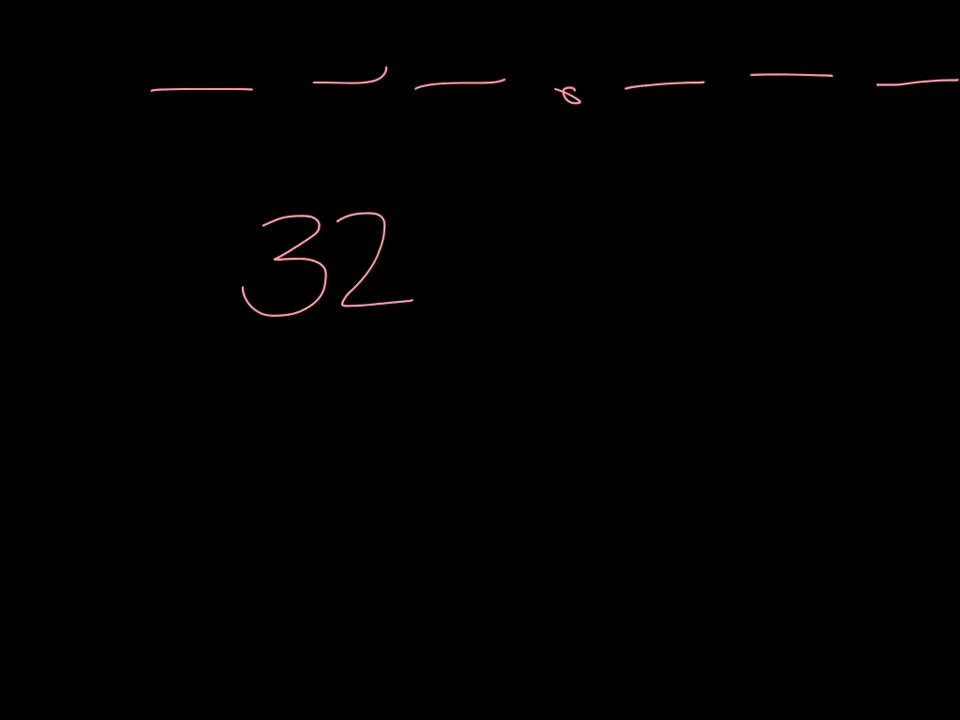 _ _ _ . _ _ _
32